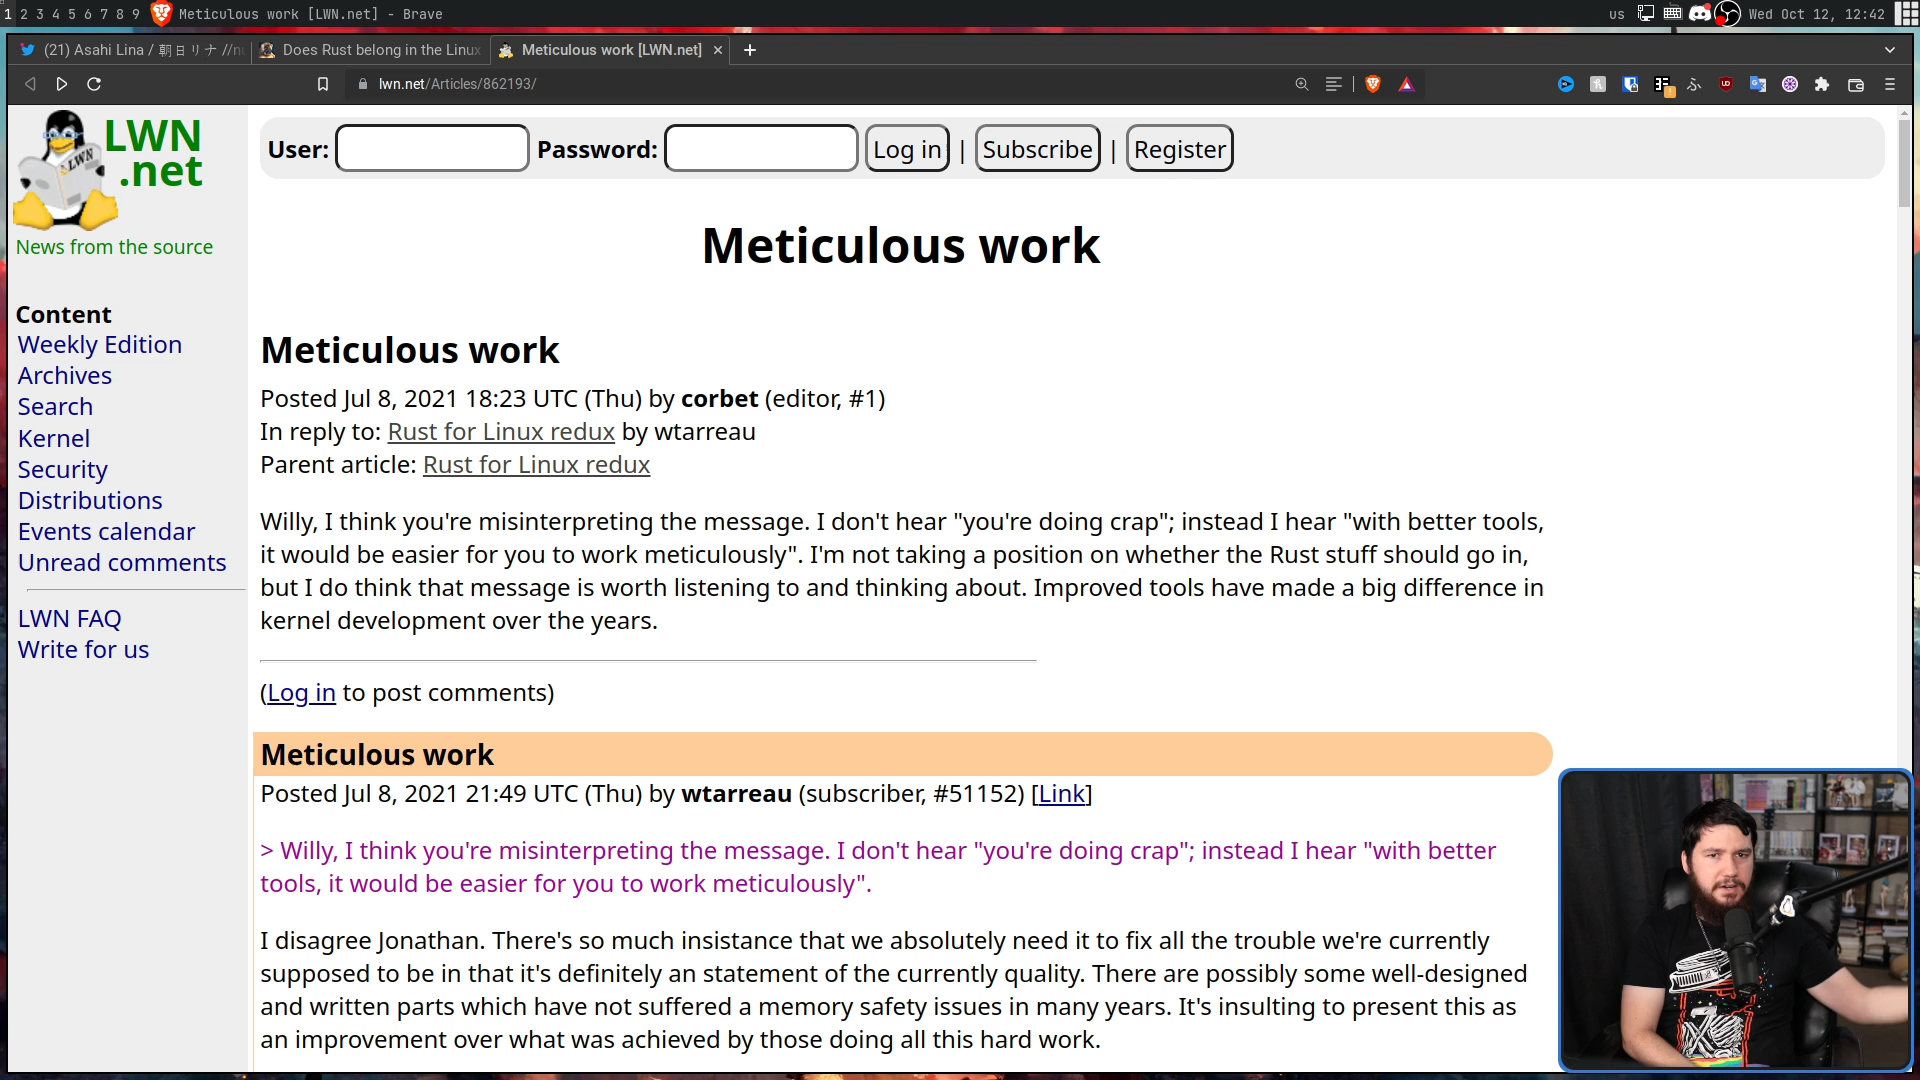 1 2 3 4 5 6 7 8 9 Meticulous work [LWN.net] - Brave
us Wed Oct 12, 12:42
(21) Asahi Lina / 朝日リナ //nu
Does Rust belong in the Linux
Meticulous work [LWN.net]
lwn.net/Articles/862193/
LWN
LWN
.net
News from the source
Content
Weekly Edition
Archives
Search
Kernel
Security
Distributions
Events calendar
Unread comments
LWN FAQ
Write for us
User: Password: Log in | Subscribe | Register
Meticulous work
Meticulous work
Posted Jul 8, 2021 18:23 UTC (Thu) by corbet (editor, #1)
In reply to: Rust for Linux redux by wtarreau
Parent article: Rust for Linux redux
Willy, I think you're misinterpreting the message. I don't hear "you're doing crap"; instead I hear "with better tools,
it would be easier for you to work meticulously". I'm not taking a position on whether the Rust stuff should go in,
but I do think that message is worth listening to and thinking about. Improved tools have made a big difference in
kernel development over the years.
(Log in to post comments)
Meticulous work
Posted Jul 8, 2021 21:49 UTC (Thu) by wtarreau (subscriber, #51152) [Link]
> Willy, I think you're misinterpreting the message. I don't hear "you're doing crap"; instead I hear "with better
tools, it would be easier for you to work meticulously".
I disagree Jonathan. There's so much insistance that we absolutely need it to fix all the trouble we're currently
supposed to be in that it's definitely an statement of the currently quality. There are possibly some well-designed
and written parts which have not suffered a memory safety issues in many years. It's insulting to present this as
an improvement over what was achieved by those doing all this hard work.